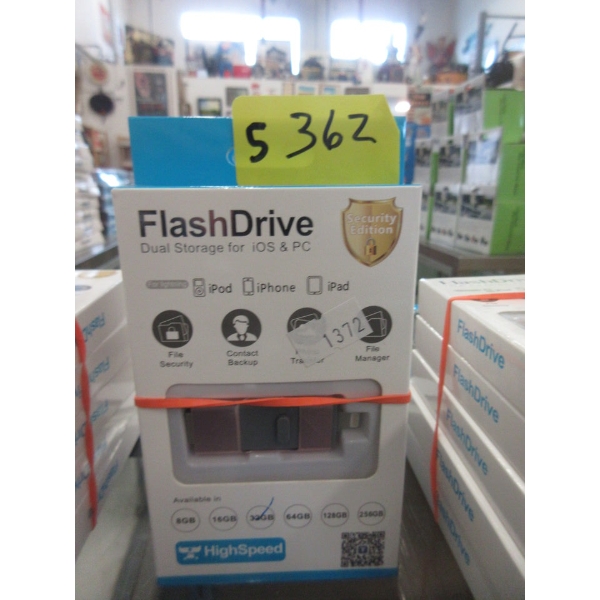 5 362
FlashDrive
Dual Storage for iOS & PC
Security
Edition
iPod iPhone iPad
1372
File
Security
Contact
Backup
File
Manager
Available in
8GB 16GB 32GB 64GB 128GB 256GB
HighSpeed
FlashDrive
FlashDrive
FlashDrive
FlashDrive
FlashDrive